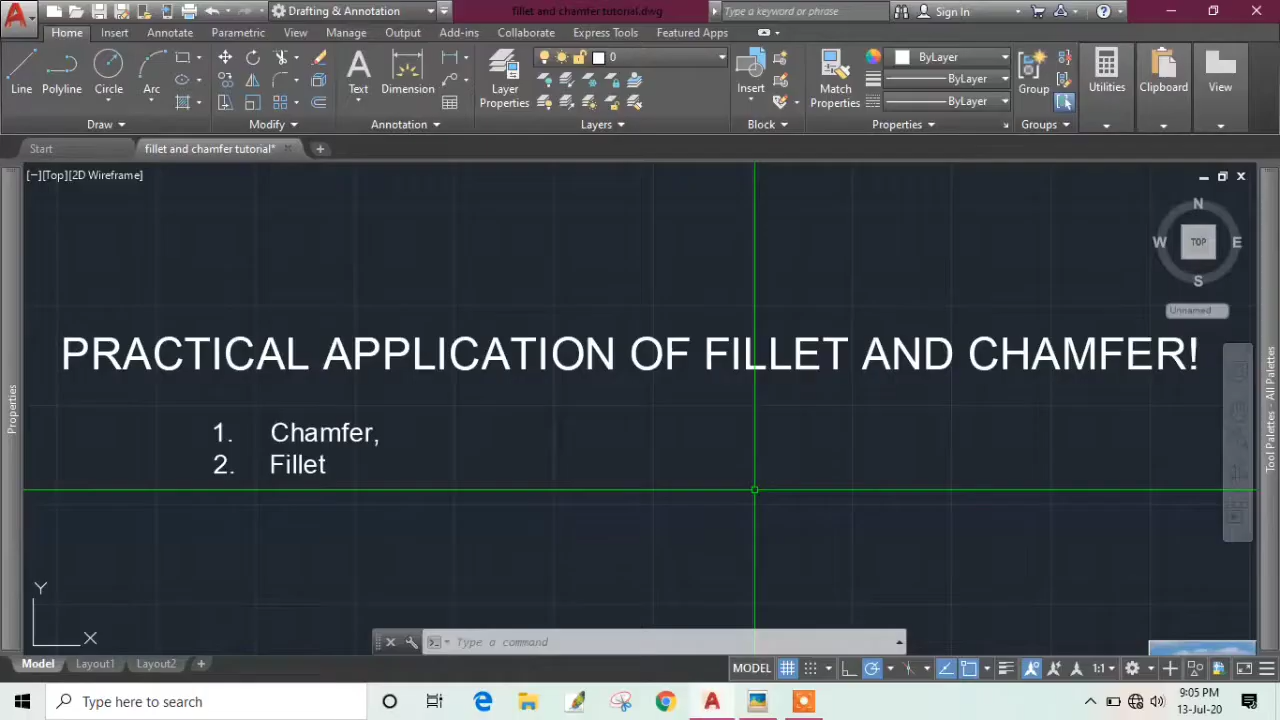 Drafting & Annotation
fillet and chamfer tutorial.dwg
Type a keyword or phrase
Sign In
Home Insert Annotate Parametric View Manage Output Add-ins Collaborate Express Tools Featured Apps
0
ByLayer
ByLayer
ByLayer
Line Polyline Circle Arc
Text Dimension
Layer Properties
Insert
Match Properties
Group
Utilities Clipboard View
Draw Modify Annotation Layers Block Properties Groups
Start fillet and chamfer tutorial*
[−][Top][2D Wireframe]
N
W TOP E
S
Unnamed
PRACTICAL APPLICATION OF FILLET AND CHAMFER!
1. Chamfer,
2. Fillet
Properties
Tool Palettes - All Palettes
Y
X
Type a command
Model Layout1 Layout2
MODEL
1:1
Type here to search
9:05 PM
13-Jul-20